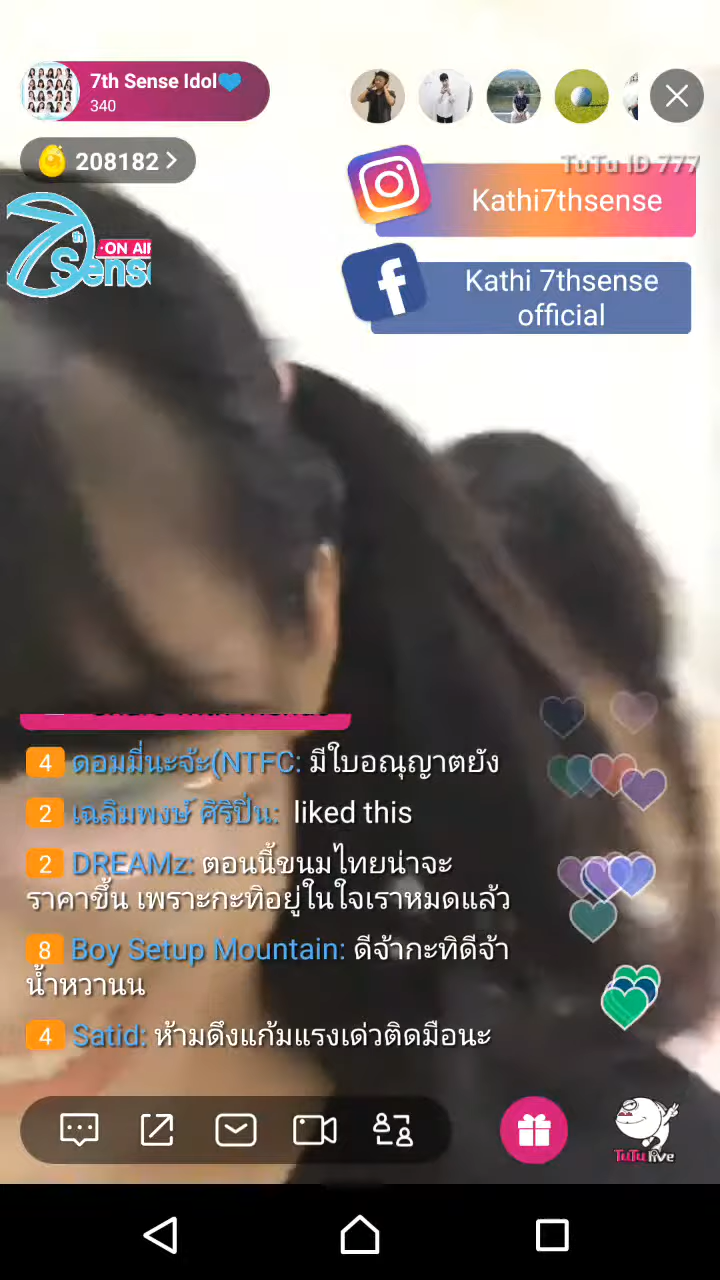 7th Sense Idol
340
208182
TuTu ID 777
7th
Sense
·ON AIR
Kathi7thsense
Kathi 7thsense
official
4 ดอมมี่นะจ้ะ(NTFC: มีใบอณุญาตยัง
2 เฉลิมพงษ์ ศิริปิ่น: liked this
2 DREAMz: ตอนนี้ขนมไทยน่าจะ
ราคาขึ้น เพราะกะทิอยู่ในใจเราหมดแล้ว
8 Boy Setup Mountain: ดีจ้ากะทิดีจ้า
น้ำหวานน
4 Satid: ห้ามดึงแก้มแรงเด่วติดมือนะ
TuTu live